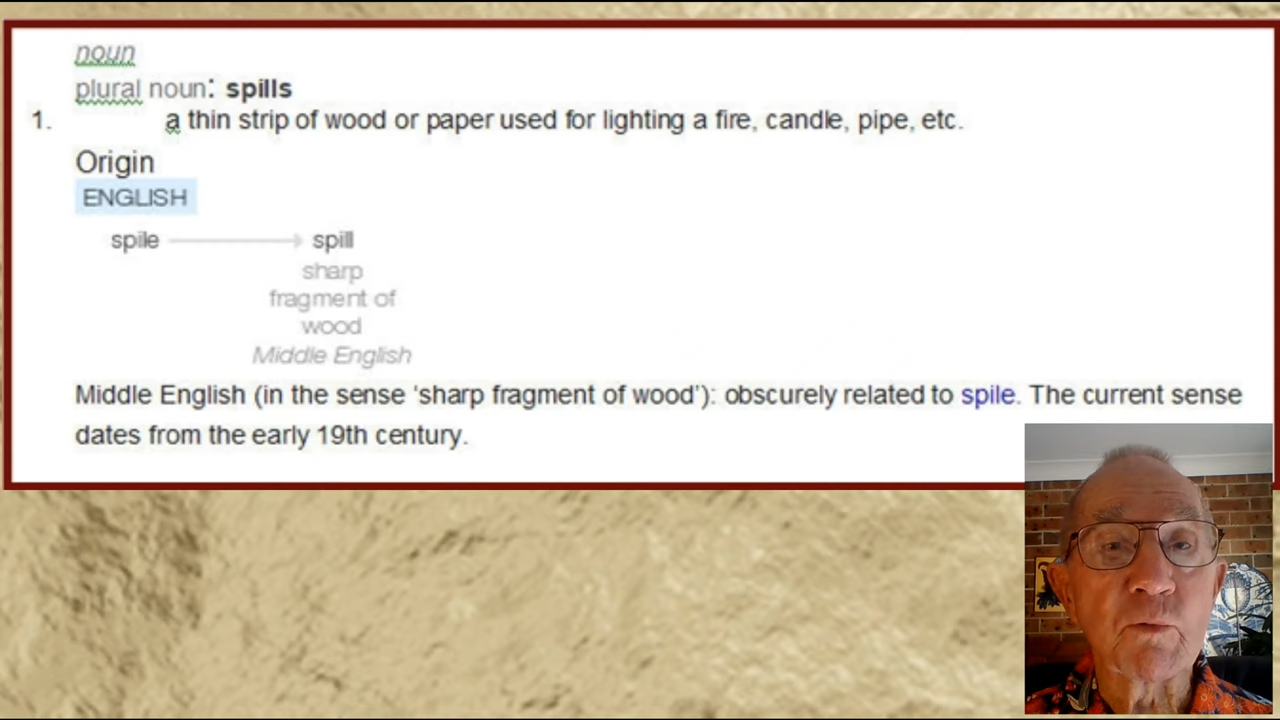 noun
plural noun: spills
1. a thin strip of wood or paper used for lighting a fire, candle, pipe, etc.
Origin
ENGLISH
spile spill
sharp
fragment of
wood
Middle English
Middle English (in the sense ‘sharp fragment of wood’): obscurely related to spile. The current sense
dates from the early 19th century.